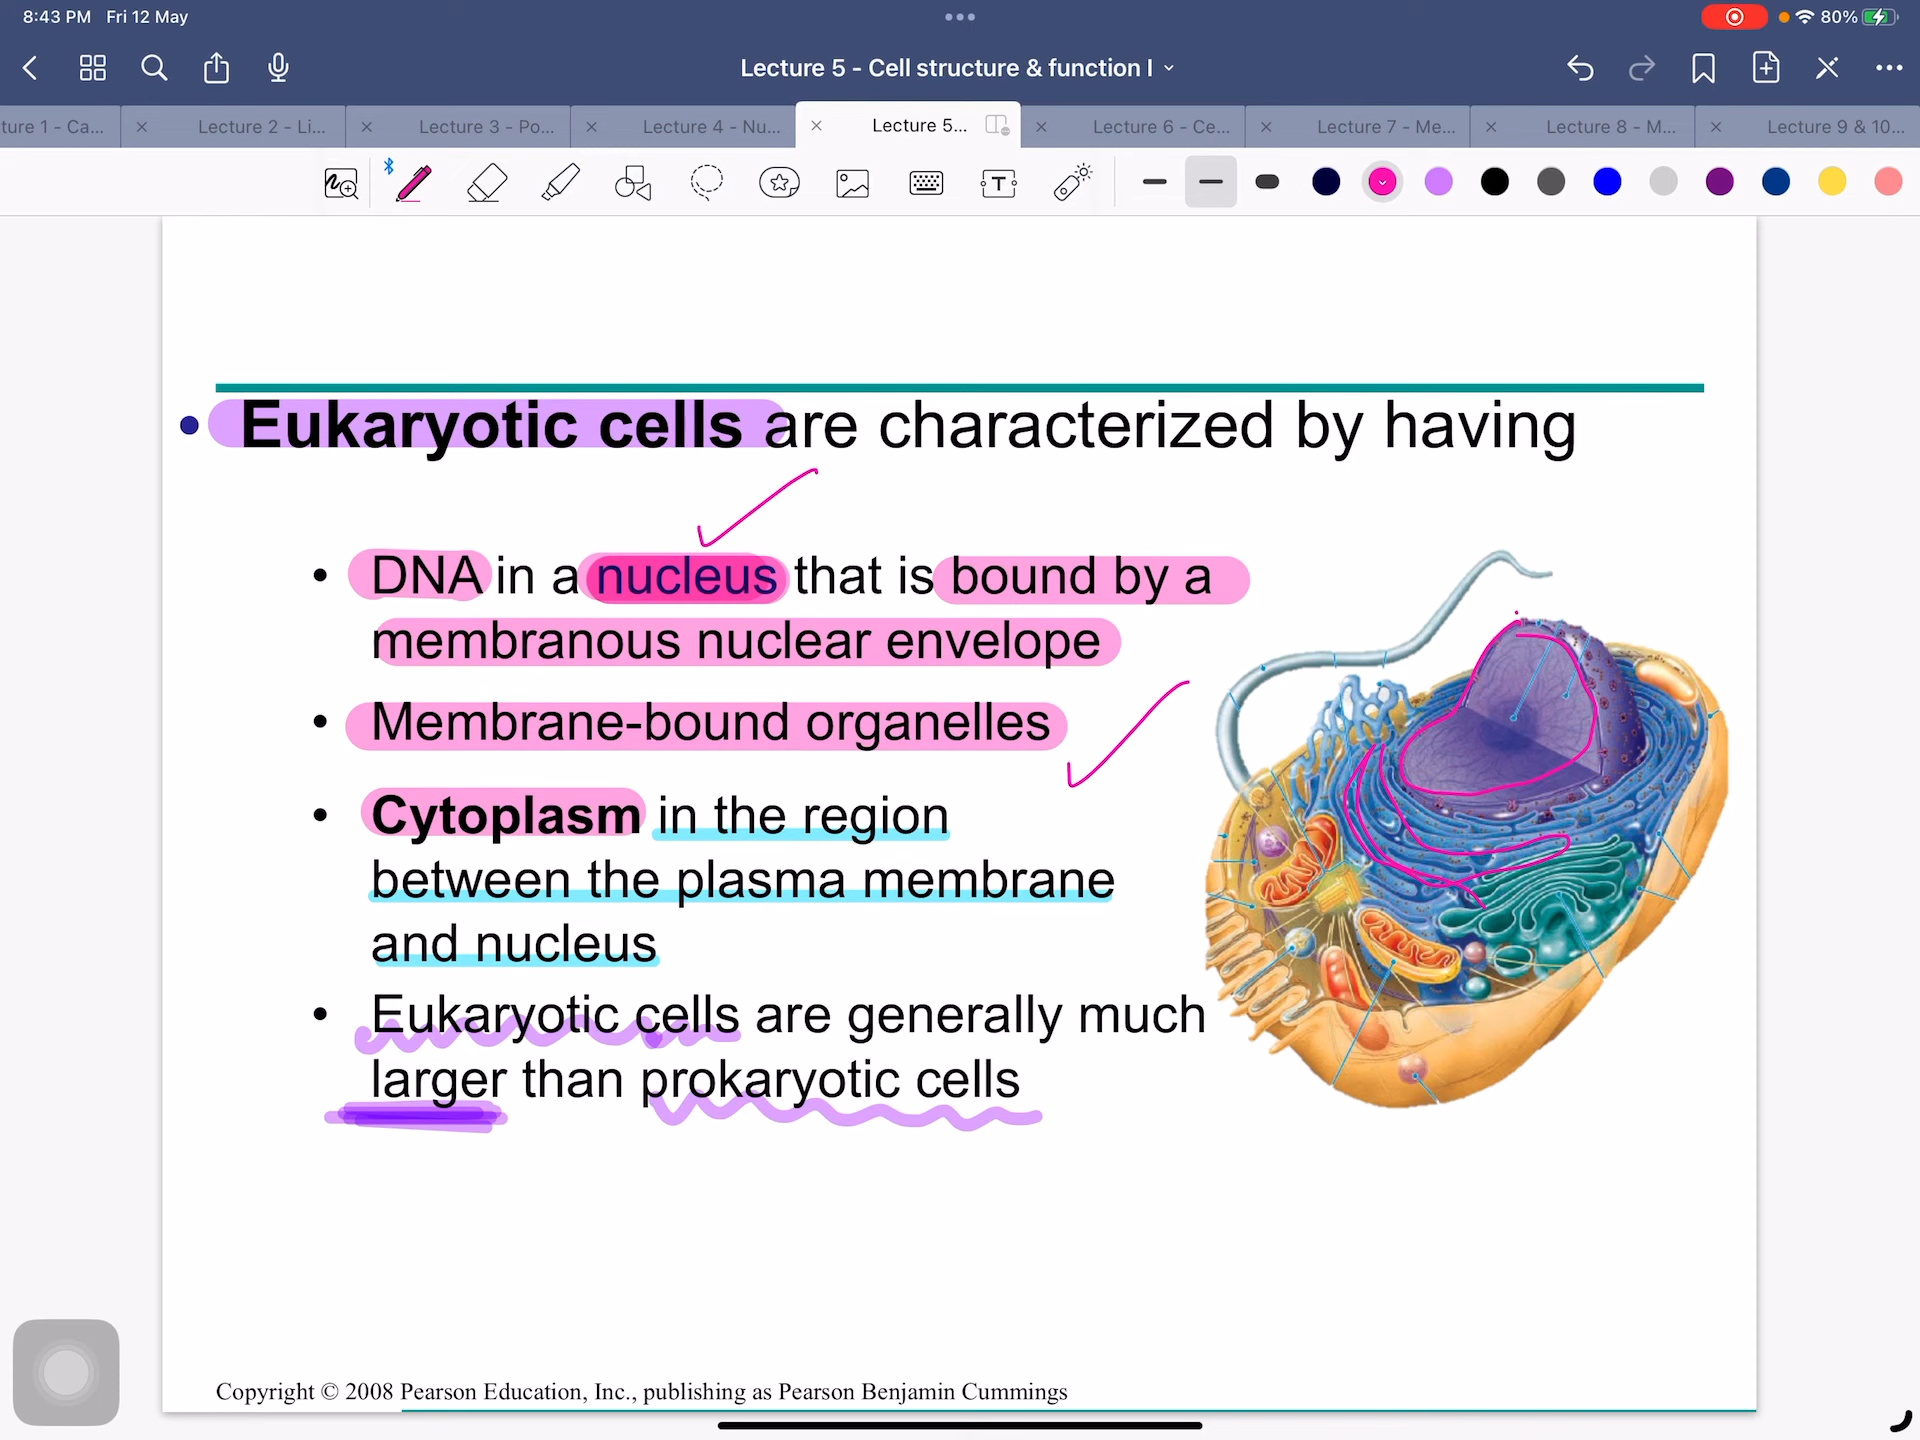 8:43 PM Fri 12 May
80%
Lecture 5 - Cell structure & function I
ture 1 - Ca...
Lecture 2 - Li...
Lecture 3 - Po...
Lecture 4 - Nu...
Lecture 5...
Lecture 6 - Ce...
Lecture 7 - Me...
Lecture 8 - M...
Lecture 9 & 10...
• Eukaryotic cells are characterized by having
• DNA in a nucleus that is bound by a
membranous nuclear envelope
• Membrane-bound organelles
• Cytoplasm in the region
between the plasma membrane
and nucleus
• Eukaryotic cells are generally much
larger than prokaryotic cells
Copyright © 2008 Pearson Education, Inc., publishing as Pearson Benjamin Cummings